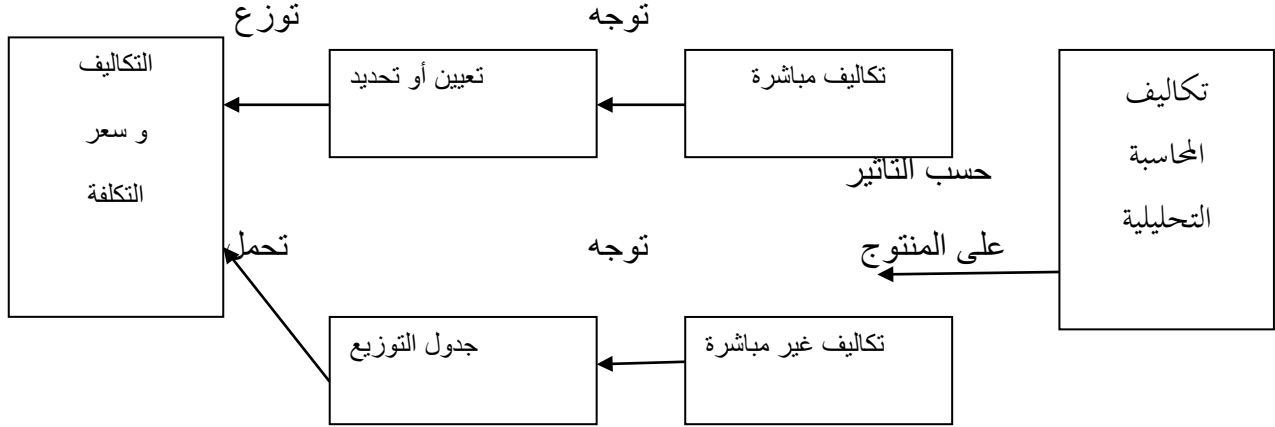 توجه
توزع
تكاليف
المحاسبة
التحليلية
تكاليف مباشرة
تعيين أو تحديد
التكاليف
و سعر
التكلفة
حسب التاثير
على المنتوج
توجه
تحمل
تكاليف غير مباشرة
جدول التوزيع